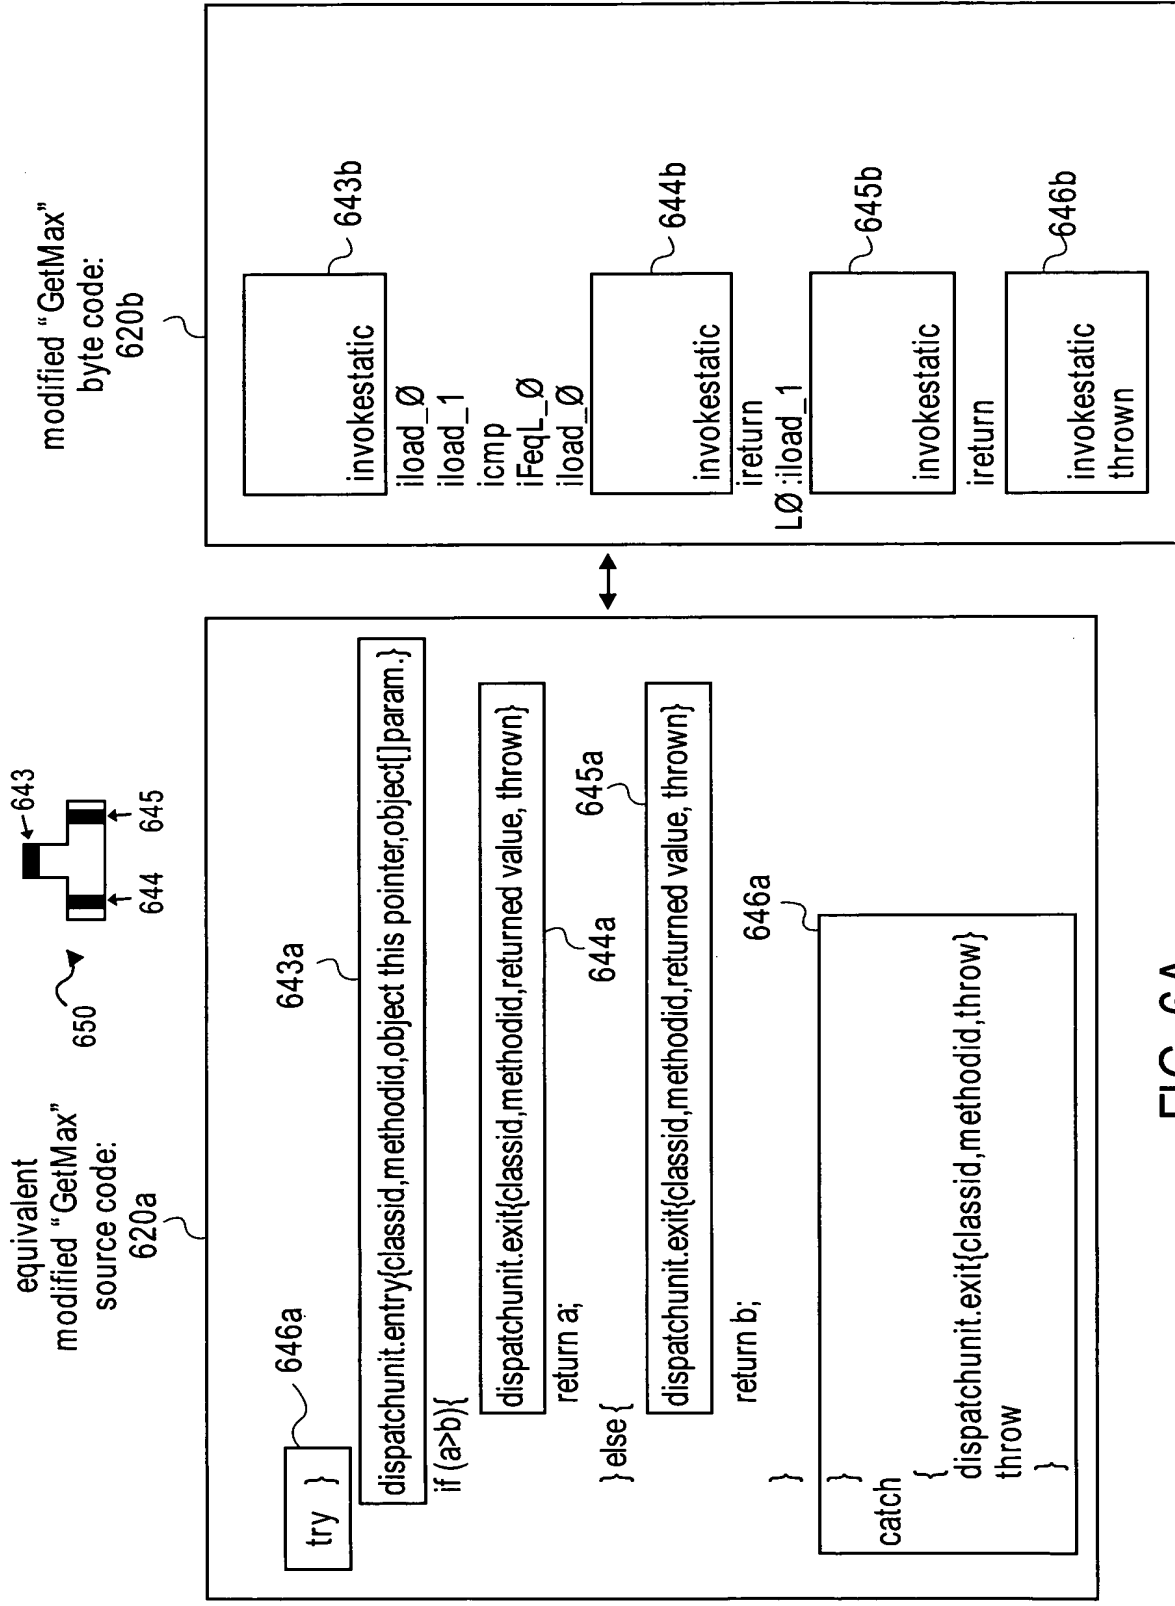 equivalent
modified “GetMax”
source code:
620a
650
643
644
645
646a
try }
643a
dispatchunit.entry{classid,methodid,object this pointer,object[]param.}
if (a>b){
dispatchunit.exit{classid,methodid,returned value, thrown}
644a
return a;
} else {
645a
dispatchunit.exit{classid,methodid,returned value, thrown}
return b;
}
646a
}
catch
{
dispatchunit.exit{classid,methodid,throw}
throw
}
modified “GetMax”
byte code:
620b
643b
invokestatic
iload_Ø
iload_1
icmp
iFeqL_Ø
iload_Ø
644b
invokestatic
ireturn
LØ :iload_1
645b
invokestatic
ireturn
646b
invokestatic
thrown
FIG. 6A